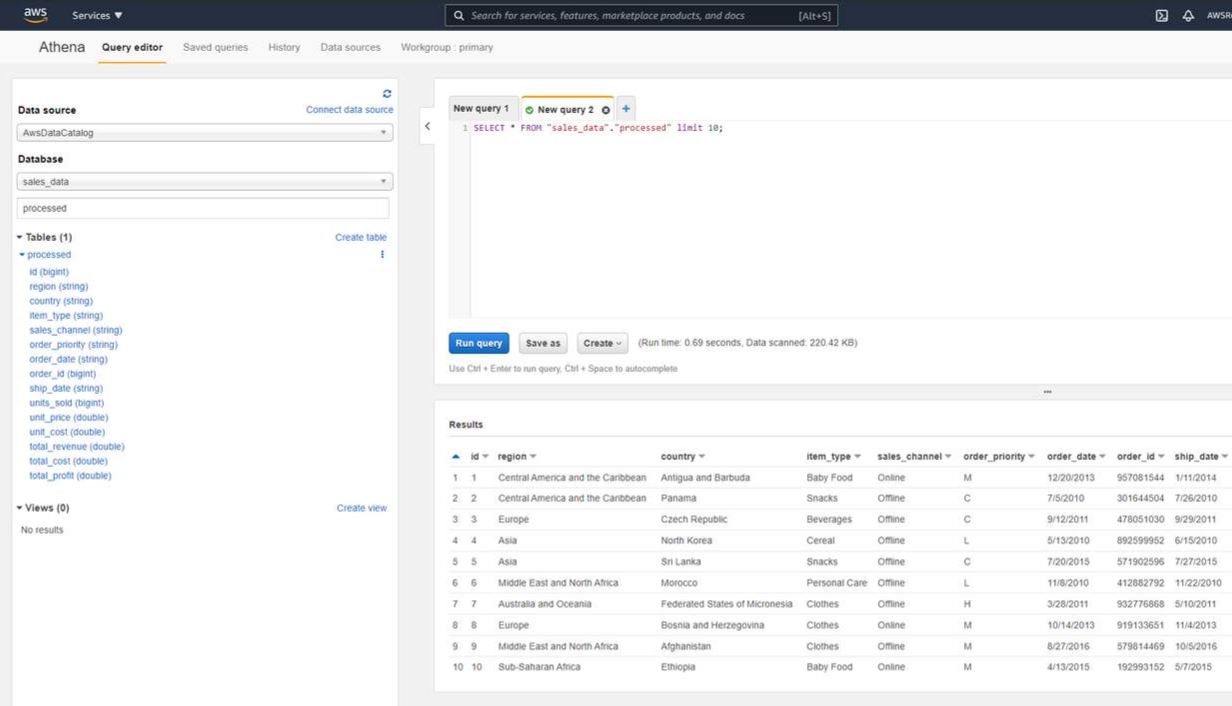 aws Services ▼ Search for services, features, marketplace products, and docs [Alt+S] AWSR
Athena Query editor Saved queries History Data sources Workgroup : primary
Data source Connect data source
AwsDataCatalog
Database
sales_data
processed
Tables (1) Create table
processed
id (bigint)
region (string)
country (string)
item_type (string)
sales_channel (string)
order_priority (string)
order_date (string)
order_id (bigint)
ship_date (string)
units_sold (bigint)
unit_price (double)
unit_cost (double)
total_revenue (double)
total_cost (double)
total_profit (double)
Views (0) Create view
No results
New query 1 New query 2 +
1 SELECT * FROM "sales_data"."processed" limit 10;
Run query Save as Create (Run time: 0.69 seconds, Data scanned: 220.42 KB)
Use Ctrl + Enter to run query, Ctrl + Space to autocomplete
Results
id region country item_type sales_channel order_priority order_date order_id ship_date
1 1 Central America and the Caribbean Antigua and Barbuda Baby Food Online M 12/20/2013 957081544 1/11/2014
2 2 Central America and the Caribbean Panama Snacks Offline C 7/5/2010 301644504 7/26/2010
3 3 Europe Czech Republic Beverages Offline C 9/12/2011 478051030 9/29/2011
4 4 Asia North Korea Cereal Offline L 5/13/2010 892599952 6/15/2010
5 5 Asia Sri Lanka Snacks Offline C 7/20/2015 571902596 7/27/2015
6 6 Middle East and North Africa Morocco Personal Care Offline L 11/8/2010 412882792 11/22/2010
7 7 Australia and Oceania Federated States of Micronesia Clothes Offline H 3/28/2011 932776868 5/10/2011
8 8 Europe Bosnia and Herzegovina Clothes Online M 10/14/2013 919133651 11/4/2013
9 9 Middle East and North Africa Afghanistan Clothes Offline M 8/27/2016 579814469 10/5/2016
10 10 Sub-Saharan Africa Ethiopia Baby Food Online M 4/13/2015 192993152 5/7/2015